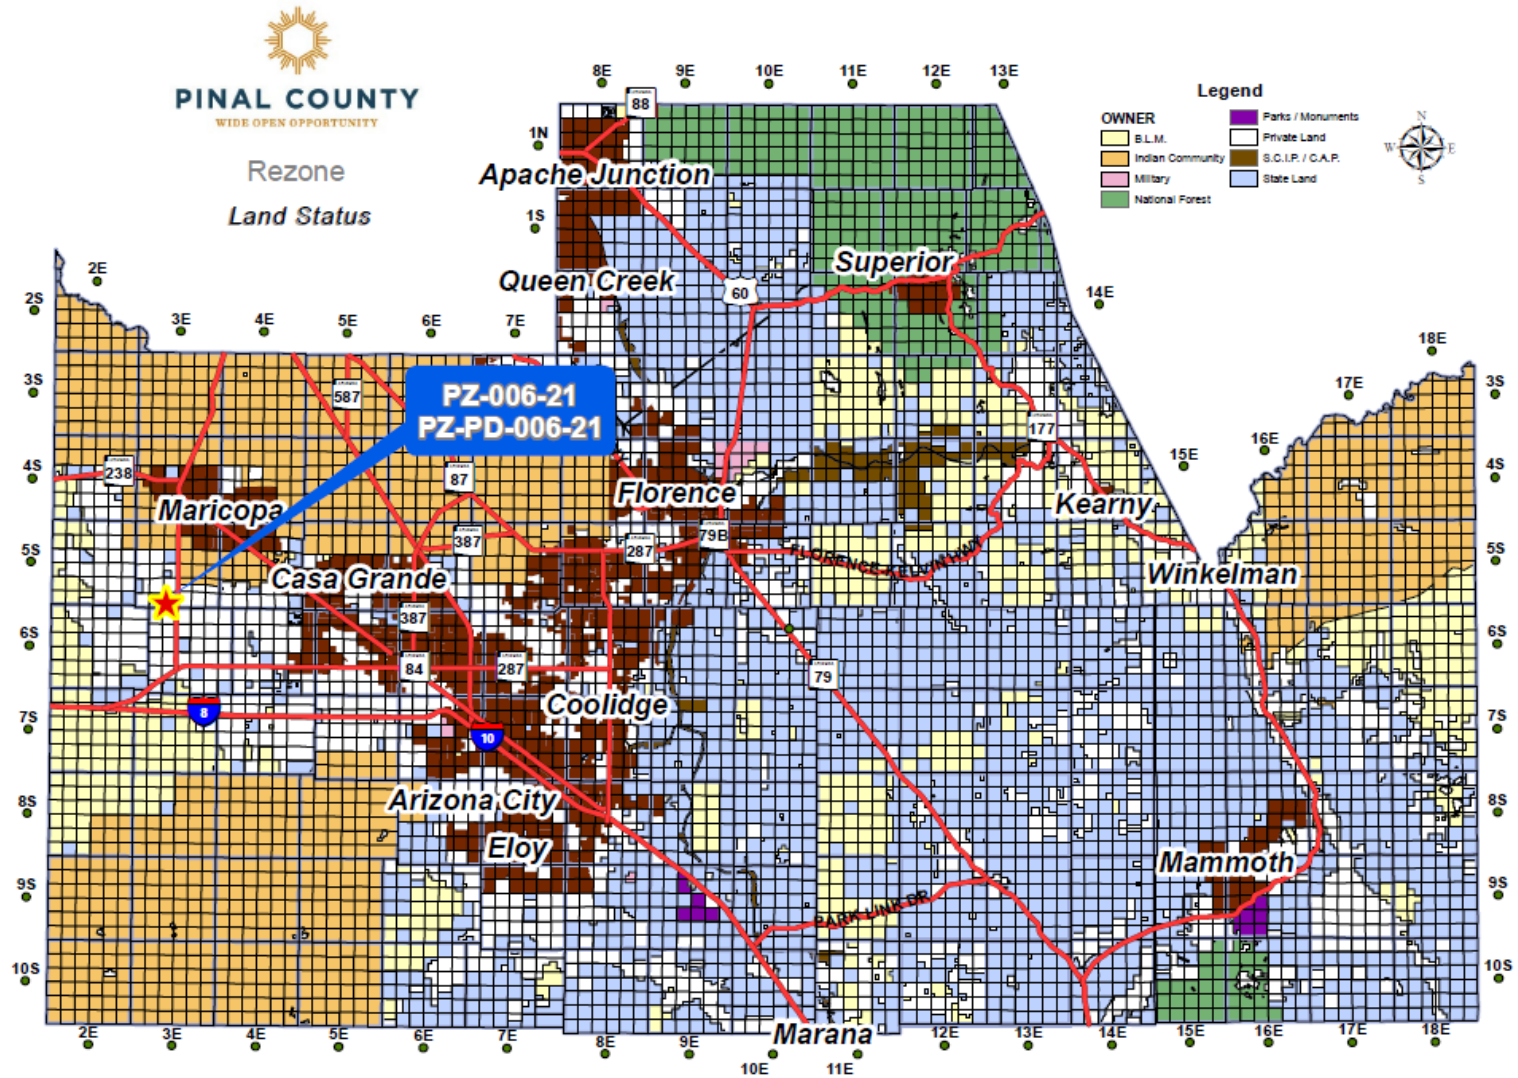 PINAL COUNTY
WIDE OPEN OPPORTUNITY
Rezone
Land Status
8E 9E 10E 11E 12E 13E
Legend
OWNER
B.L.M.
Indian Community
Military
National Forest
Parks / Monuments
Private Land
S.C.I.P. / C.A.P.
State Land
N
W E
S
88
1N
Apache Junction
1S
Queen Creek
Superior
60
2E
2S
14E
3E 4E 5E 6E 7E
18E
3S
587
PZ-006-21
PZ-PD-006-21
17E
3S
177
16E
15E
4S
238
87
4S
Maricopa
Florence
Kearny
387
287
79B
5S
FLORENCE-KELVIN HWY
5S
Casa Grande
Winkelman
387
6S
6S
84
287
79
Coolidge
7S
8
10
7S
8S
Arizona City
8S
Eloy
Mammoth
9S
9S
PARK LINK DR
10S
10S
2E 3E 4E 5E 6E 7E 8E 9E
Marana
12E 13E 14E 15E 16E 17E 18E
10E 11E